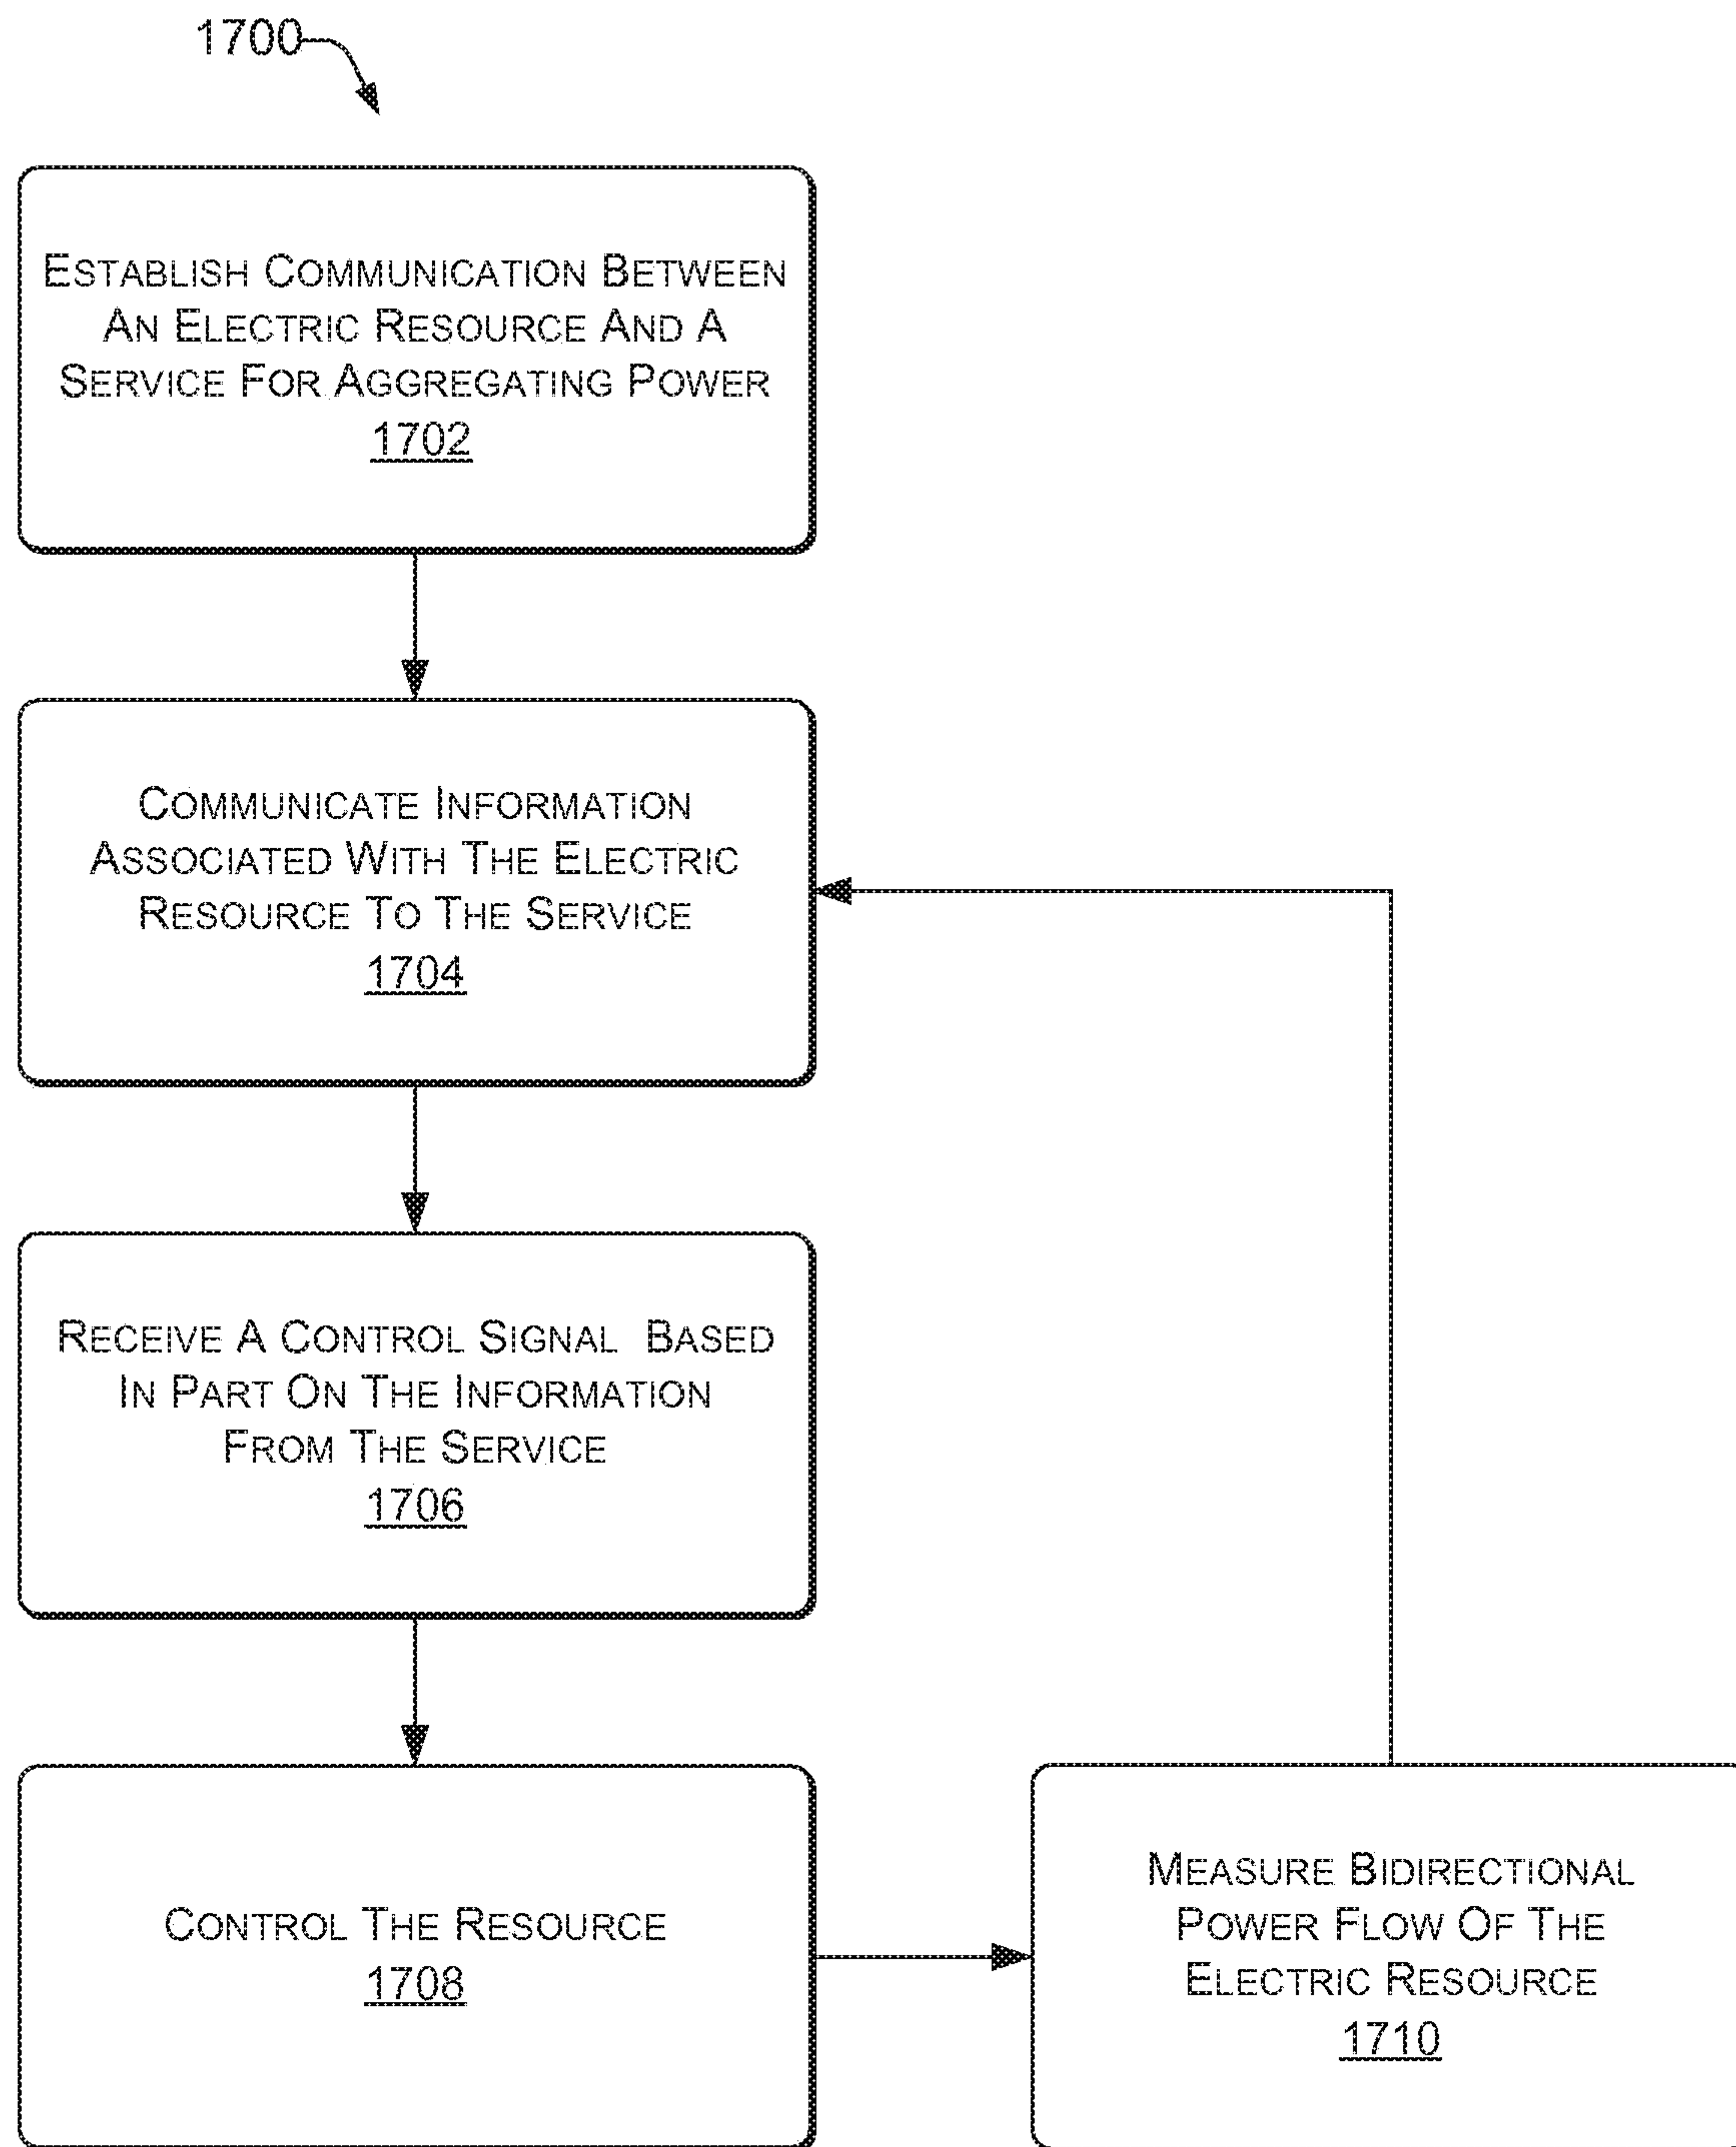 1700
ESTABLISH COMMUNICATION BETWEEN
AN ELECTRIC RESOURCE AND A
SERVICE FOR AGGREGATING POWER
1702
COMMUNICATE INFORMATION
ASSOCIATED WITH THE ELECTRIC
RESOURCE TO THE SERVICE
1704
RECEIVE A CONTROL SIGNAL BASED
IN PART ON THE INFORMATION
FROM THE SERVICE
1706
CONTROL THE RESOURCE
1708
MEASURE BIDIRECTIONAL
POWER FLOW OF THE
ELECTRIC RESOURCE
1710